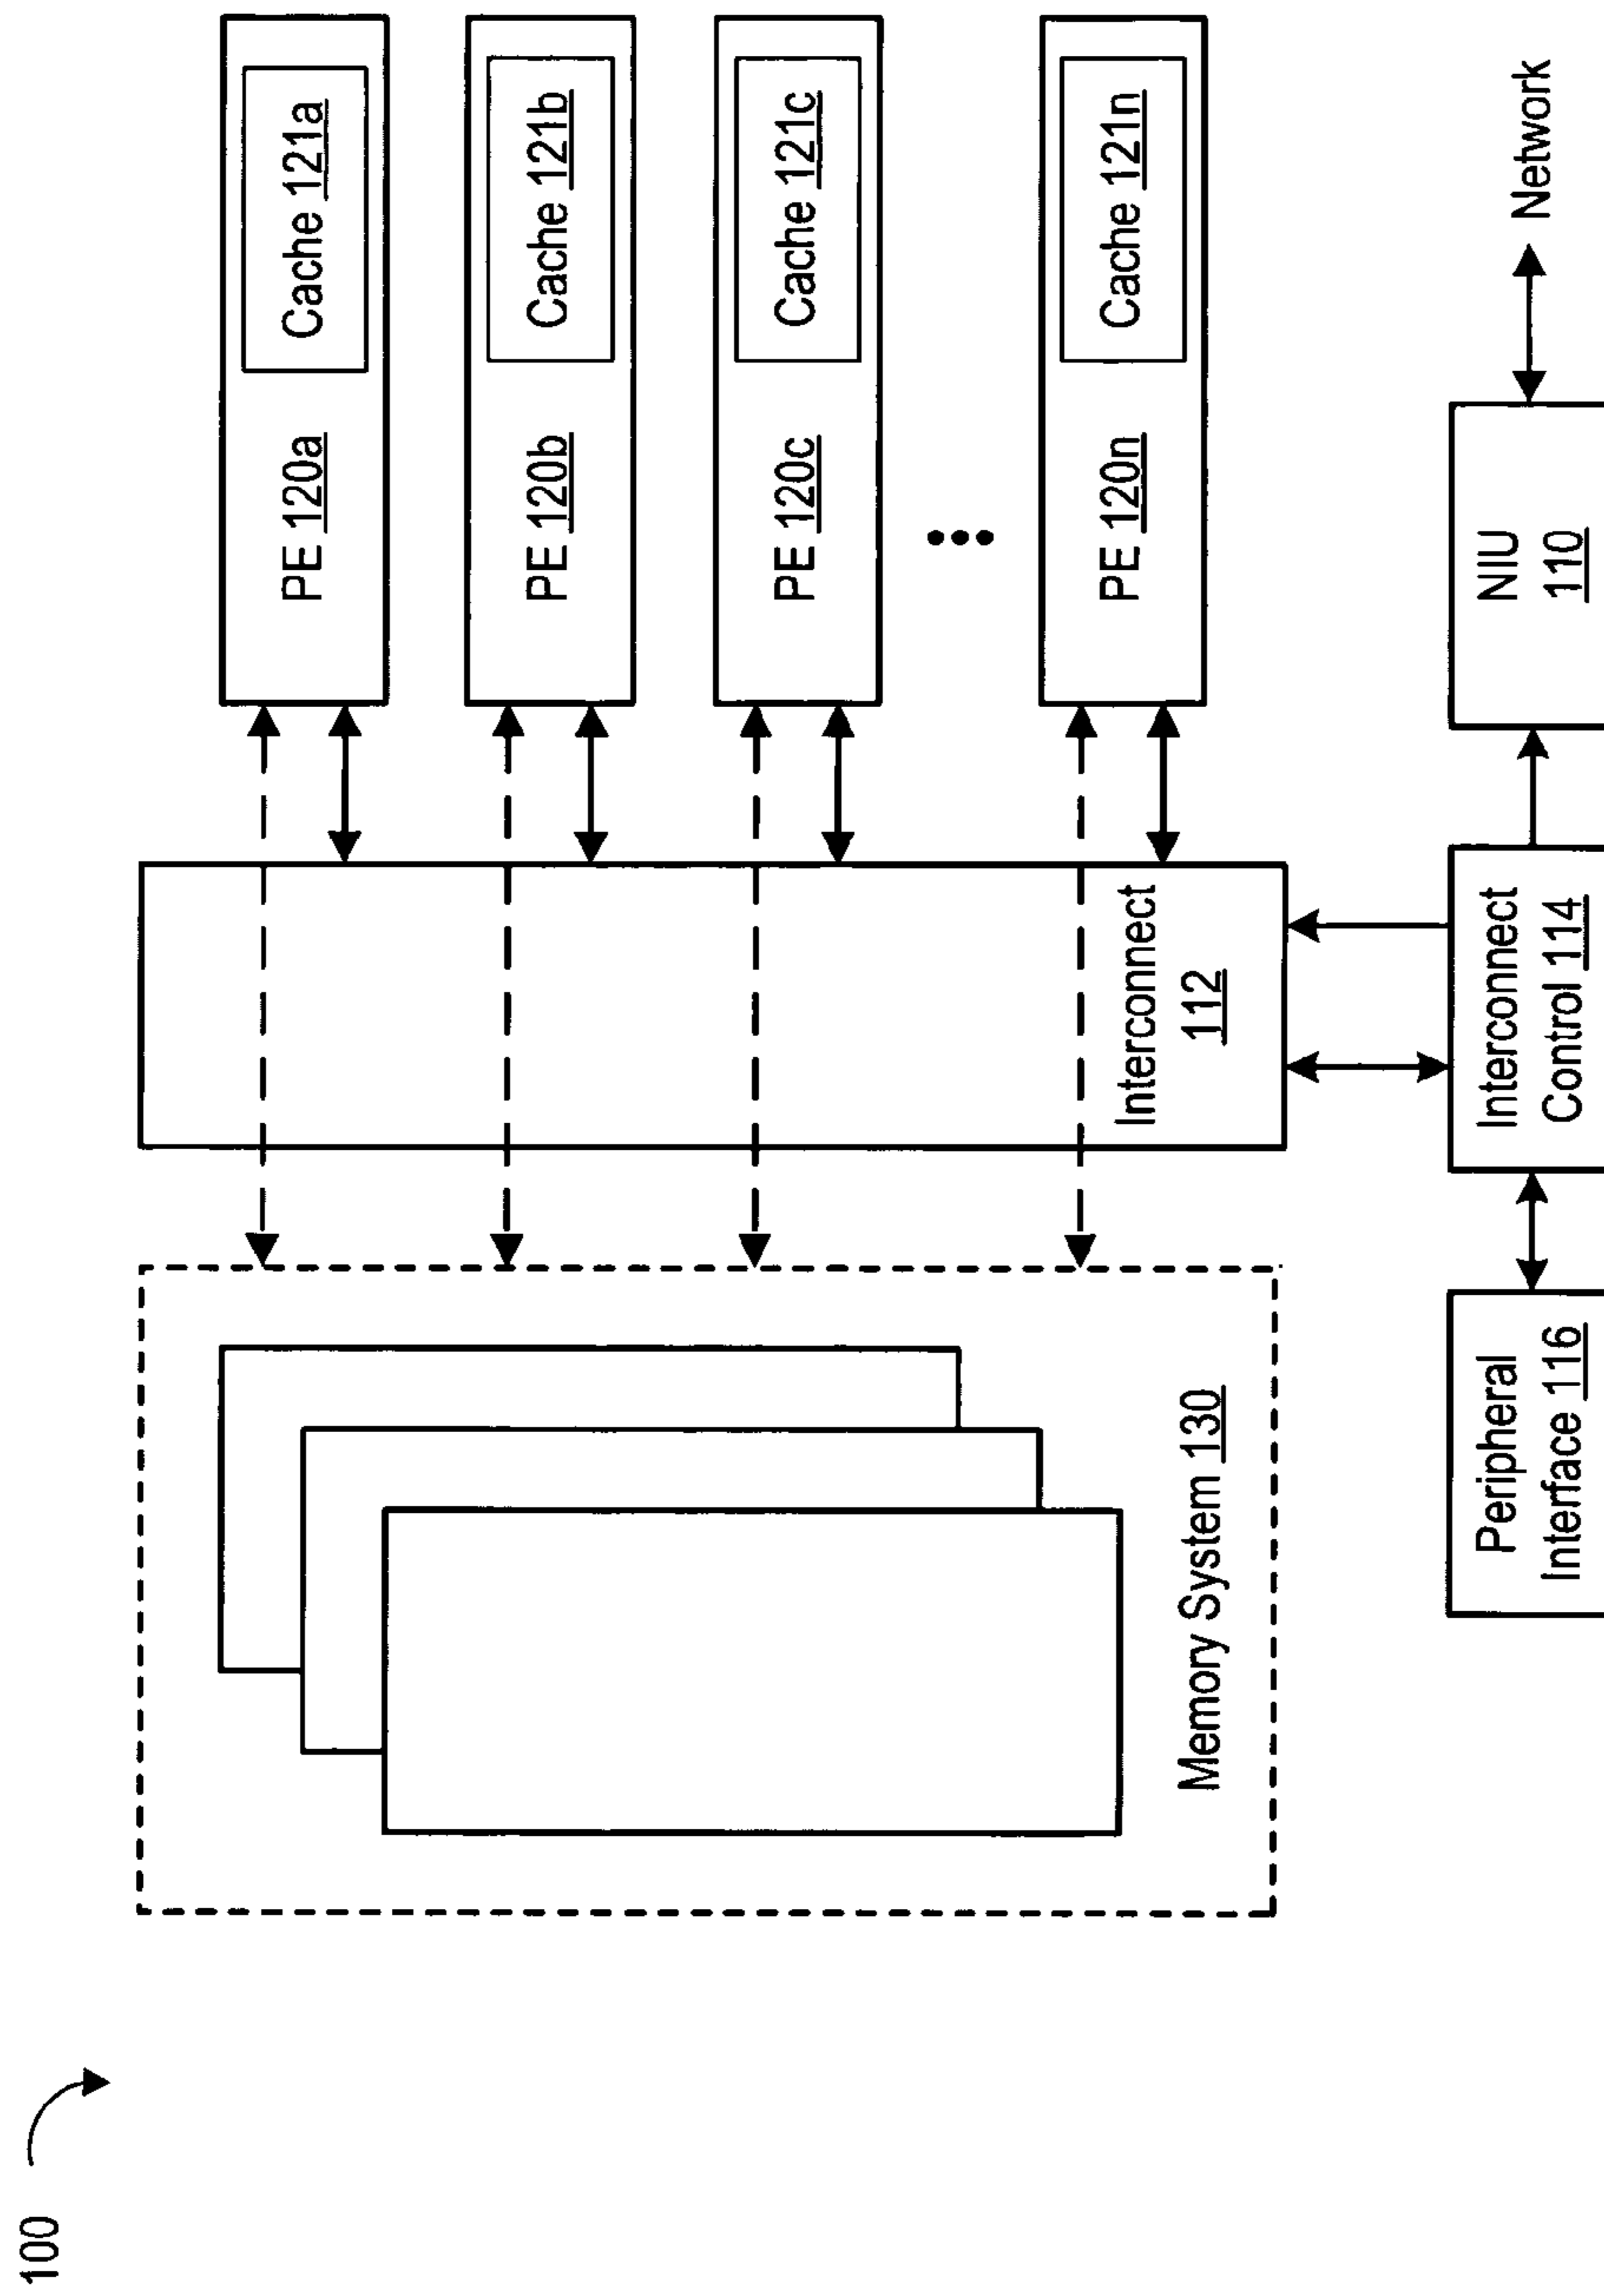 100
PE 120a
Cache 121a
PE 120b
Cache 121b
PE 120c
Cache 121c
PE 120n
Cache 121n
Interconnect
112
Memory System 130
Peripheral
Interface 116
Interconnect
Control 114
NIU
110
Network